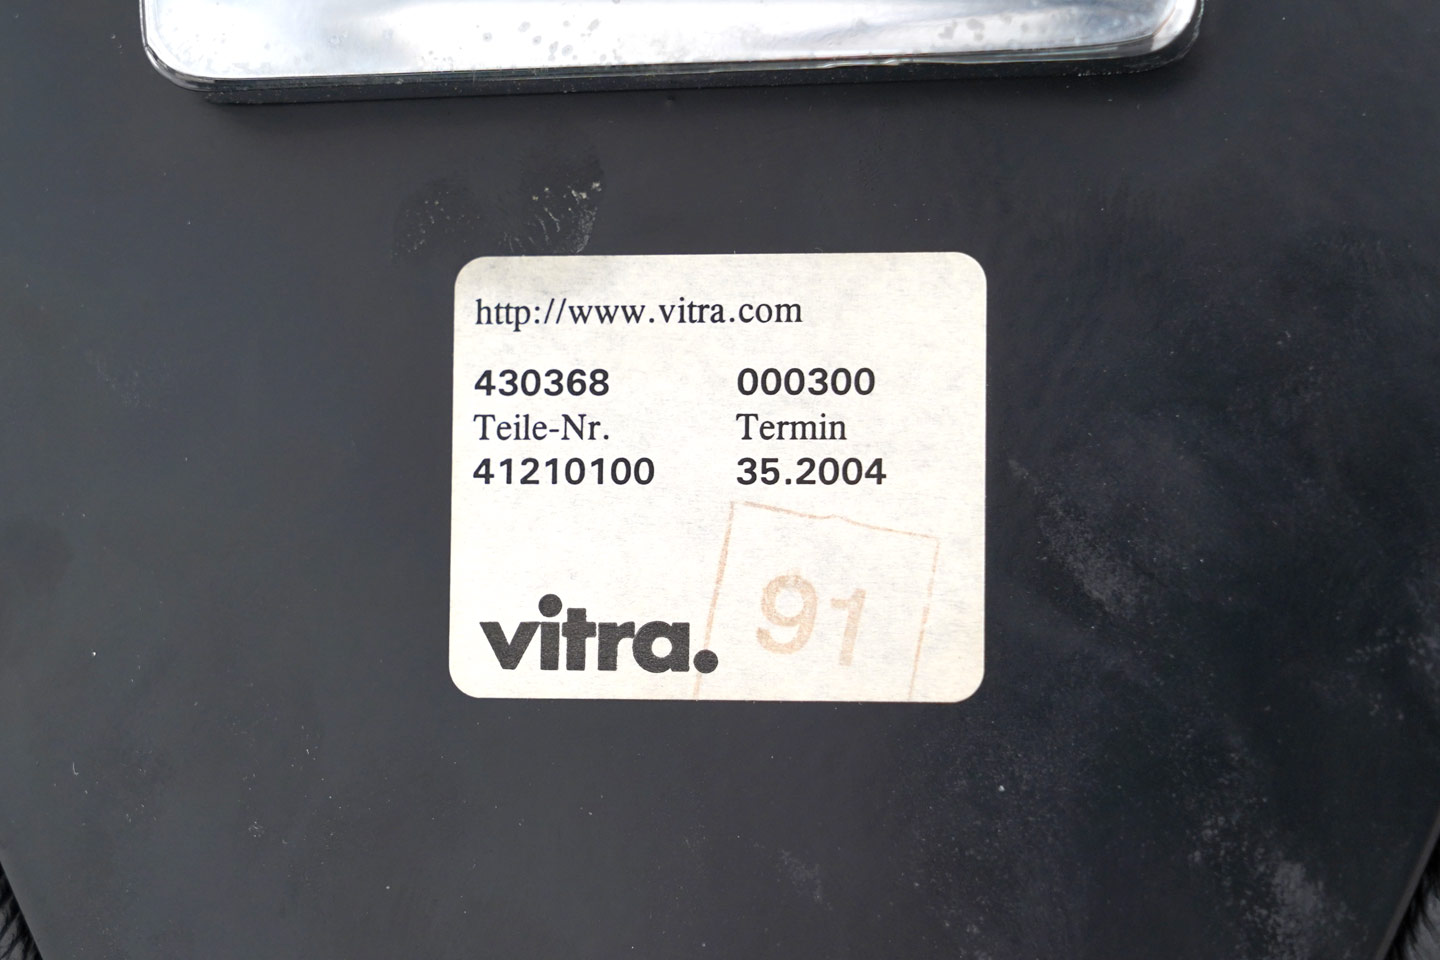 http://www.vitra.com
430368 000300
Teile-Nr. Termin
41210100 35.2004
91
vitra.